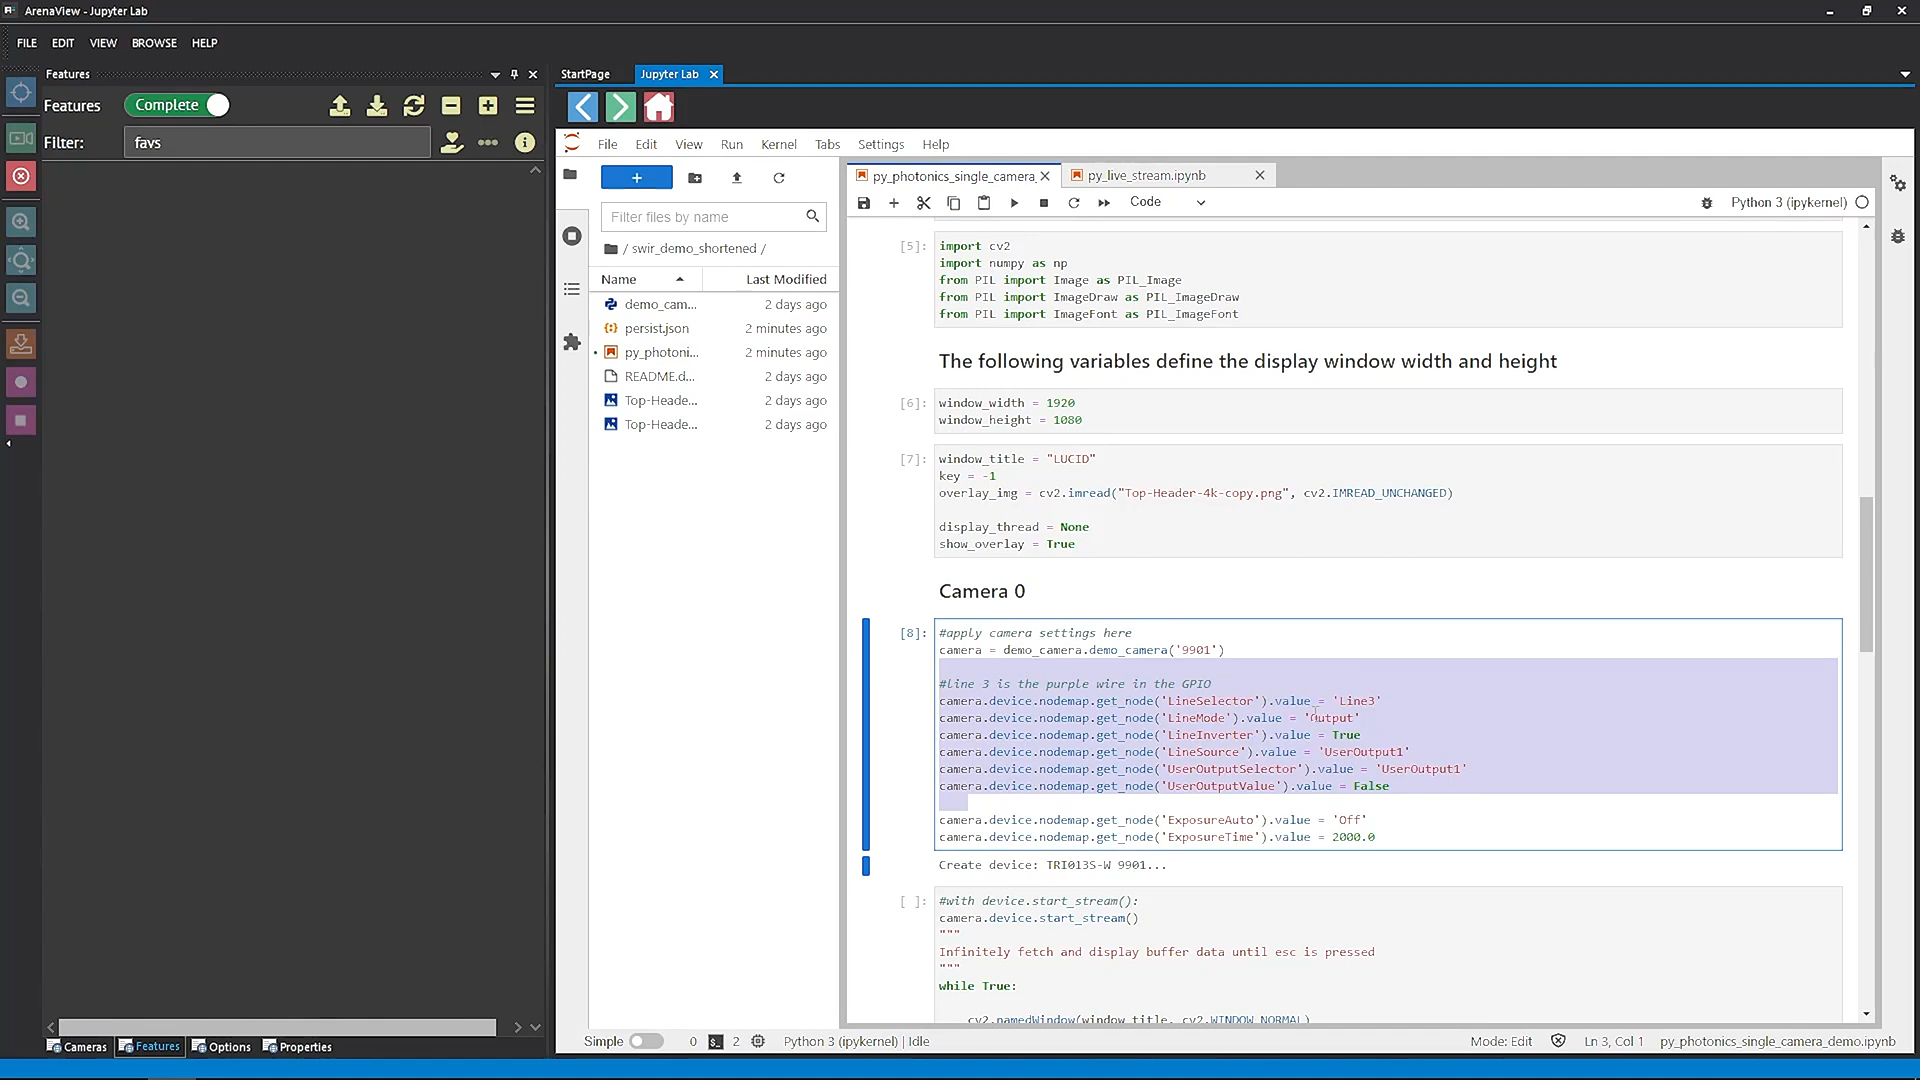 ArenaView - Jupyter Lab
FILE EDIT VIEW BROWSE HELP
Features
Features Complete
Filter: favs
Cameras Features Options Properties
StartPage Jupyter Lab
File Edit View Run Kernel Tabs Settings Help
Filter files by name
/ swir_demo_shortened /
Name Last Modified
demo_cam... 2 days ago
persist.json 2 minutes ago
py_photoni... 2 minutes ago
README.d... 2 days ago
Top-Heade... 2 days ago
Top-Heade... 2 days ago
py_photonics_single_camera_ py_live_stream.ipynb
Code Python 3 (ipykernel)
[5]: import cv2
import numpy as np
from PIL import Image as PIL_Image
from PIL import ImageDraw as PIL_ImageDraw
from PIL import ImageFont as PIL_ImageFont
The following variables define the display window width and height
[6]: window_width = 1920
window_height = 1080
[7]: window_title = "LUCID"
key = -1
overlay_img = cv2.imread("Top-Header-4k-copy.png", cv2.IMREAD_UNCHANGED)
display_thread = None
show_overlay = True
Camera 0
[8]: #apply camera settings here
camera = demo_camera.demo_camera('9901')
#line 3 is the purple wire in the GPIO
camera.device.nodemap.get_node('LineSelector').value = 'Line3'
camera.device.nodemap.get_node('LineMode').value = 'Output'
camera.device.nodemap.get_node('LineInverter').value = True
camera.device.nodemap.get_node('LineSource').value = 'UserOutput1'
camera.device.nodemap.get_node('UserOutputSelector').value = 'UserOutput1'
camera.device.nodemap.get_node('UserOutputValue').value = False
camera.device.nodemap.get_node('ExposureAuto').value = 'Off'
camera.device.nodemap.get_node('ExposureTime').value = 2000.0
Create device: TRI013S-W 9901...
[ ]: #with device.start_stream():
camera.device.start_stream()
"""
Infinitely fetch and display buffer data until esc is pressed
"""
while True:
cv2.namedWindow(window_title, cv2.WINDOW_NORMAL)
Simple 0 2 Python 3 (ipykernel) | Idle Mode: Edit Ln 3, Col 1 py_photonics_single_camera_demo.ipynb